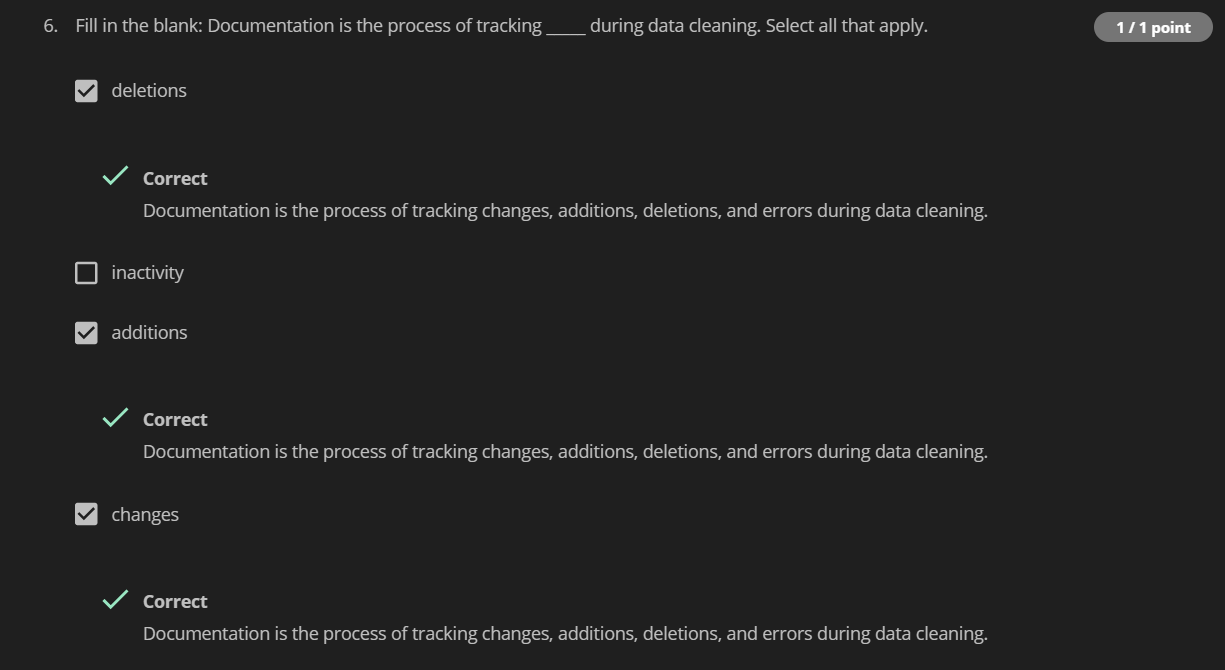 6. Fill in the blank: Documentation is the process of tracking _____ during data cleaning. Select all that apply.
1 / 1 point
deletions
Correct
Documentation is the process of tracking changes, additions, deletions, and errors during data cleaning.
inactivity
additions
Correct
Documentation is the process of tracking changes, additions, deletions, and errors during data cleaning.
changes
Correct
Documentation is the process of tracking changes, additions, deletions, and errors during data cleaning.